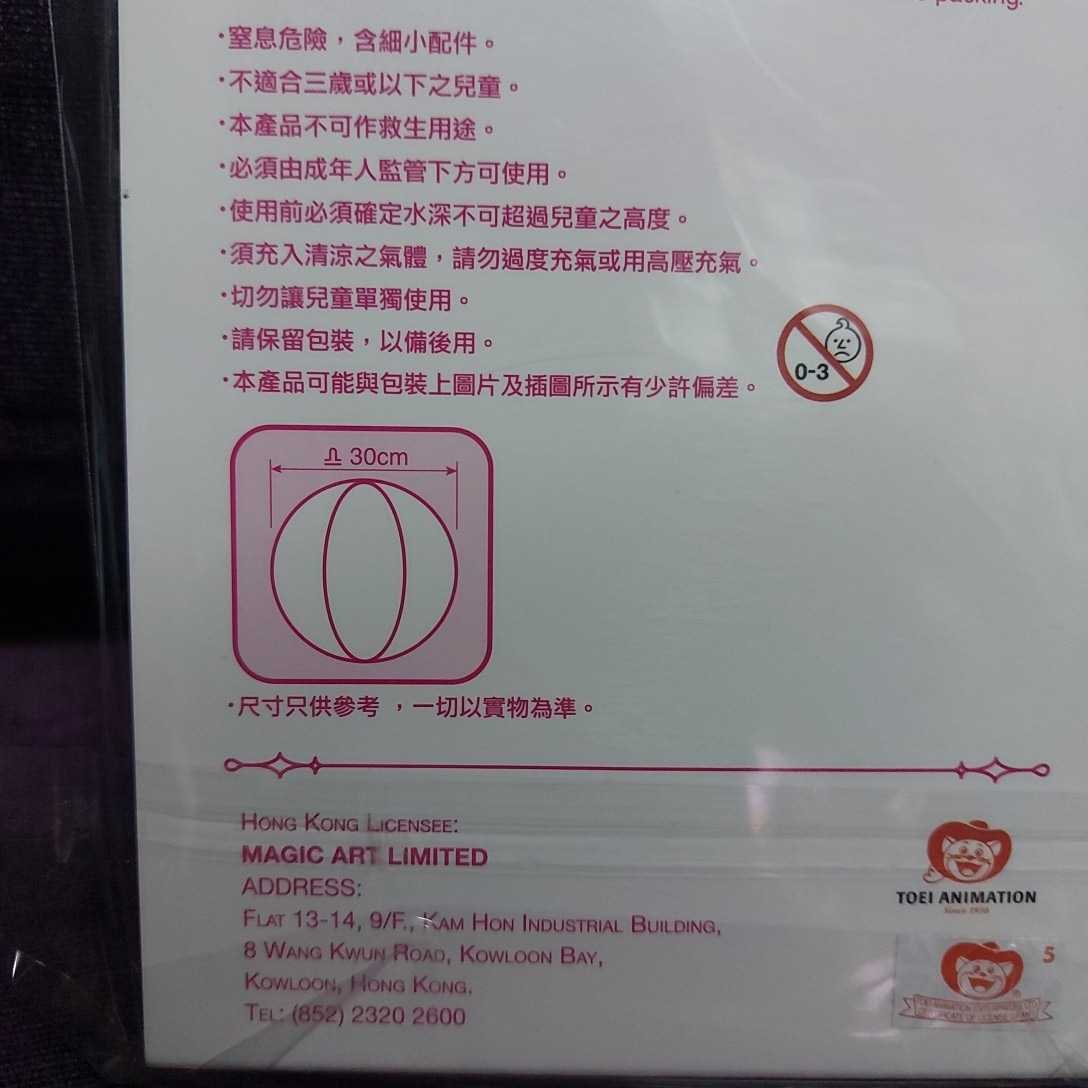 packing.
·窒息危險，含細小配件。
·不適合三歲或以下之兒童。
·本產品不可作救生用途。
·必須由成年人監管下方可使用。
·使用前必須確定水深不可超過兒童之高度。
·須充入清涼之氣體，請勿過度充氣或用高壓充氣。
·切勿讓兒童單獨使用。
·請保留包裝，以備後用。
·本產品可能與包裝上圖片及插圖所示有少許偏差。
0-3
30cm
·尺寸只供參考，一切以實物為準。
HONG KONG LICENSEE:
MAGIC ART LIMITED
ADDRESS:
FLAT 13-14, 9/F., KAM HON INDUSTRIAL BUILDING,
8 WANG KWUN ROAD, KOWLOON BAY,
KOWLOON, HONG KONG.
TEL: (852) 2320 2600
TOEI ANIMATION
Since 1956
5